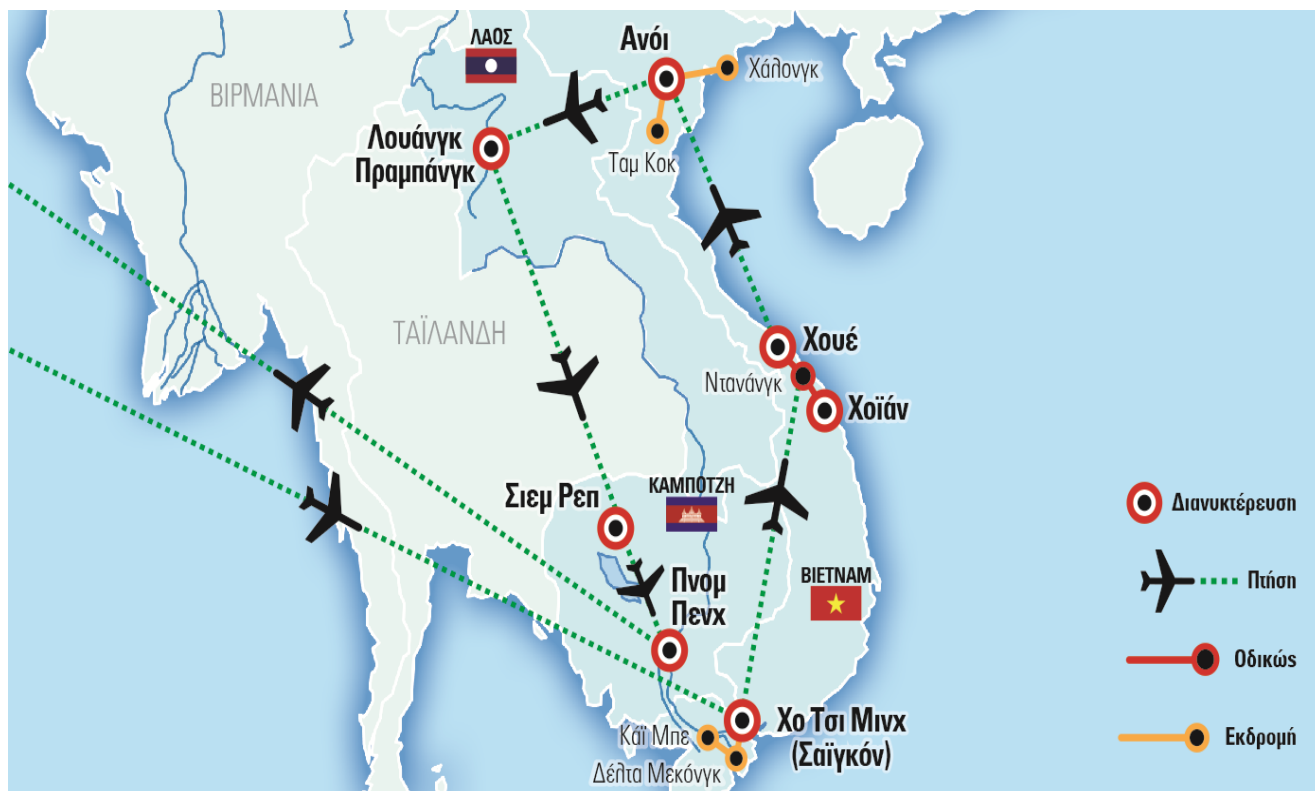 ΛΑΟΣ
Ανόι
Χάλονγκ
ΒΙΡΜΑΝΙΑ
Λουάνγκ
Πραμπάνγκ
Ταμ Κοκ
ΤΑΪΛΑΝΔΗ
Χουέ
Ντανάνγκ
Χοϊάν
Σιεμ Ρεπ
ΚΑΜΠΟΤΖΗ
Διανυκτέρευση
Πνομ
Πενχ
ΒΙΕΤΝΑΜ
Πτήση
Οδικώς
Χο Τσι Μινχ
(Σαϊγκόν)
Κάϊ Μπε
Δέλτα Μεκόνγκ
Εκδρομή